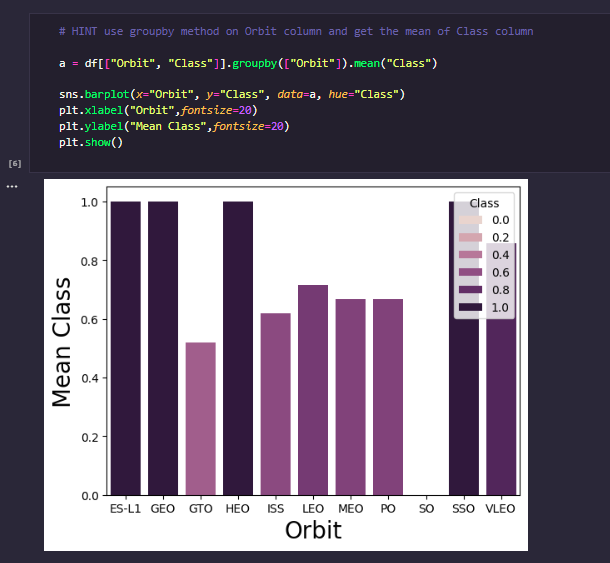 # HINT use groupby method on Orbit column and get the mean of Class column
a = df[["Orbit", "Class"]].groupby(["Orbit"]).mean("Class")
sns.barplot(x="Orbit", y="Class", data=a, hue="Class")
plt.xlabel("Orbit",fontsize=20)
plt.ylabel("Mean Class",fontsize=20)
plt.show()
[6]
...
Class
0.0
0.2
0.4
0.6
0.8
1.0
1.0
0.8
0.6
0.4
0.2
0.0
Mean Class
ES-L1 GEO GTO HEO ISS LEO MEO PO SO SSO VLEO
Orbit